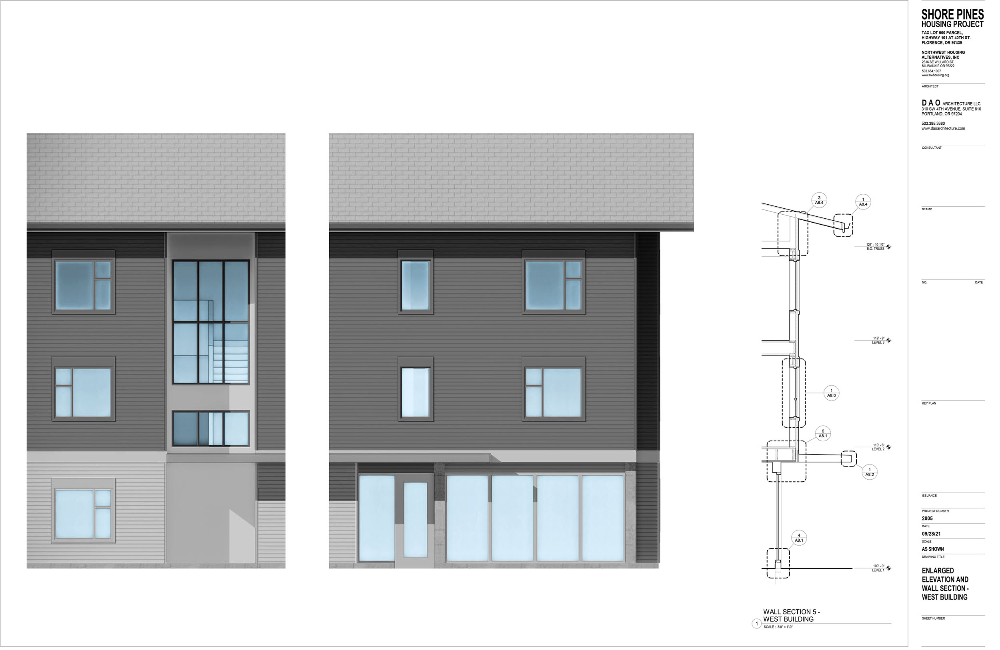 SHORE PINES
HOUSING PROJECT
TAX LOT 500 PARCEL,
HIGHWAY 101 AT 40TH ST.
FLORENCE, OR 97439
NORTHWEST HOUSING
ALTERNATIVES, INC
2316 SE WILLARD ST.
MILWAUKIE OR 97222
503.654.1007
www.nwhousing.org
ARCHITECT
D A O ARCHITECTURE LLC
310 SW 4TH AVENUE, SUITE 810
PORTLAND, OR 97204
503.388.3680
www.daoarchitecture.com
CONSULTANT
STAMP
NO. DATE
KEY PLAN
ISSUANCE
PROJECT NUMBER
2005
DATE
09/28/21
SCALE
AS SHOWN
DRAWING TITLE
ENLARGED
ELEVATION AND
WALL SECTION -
WEST BUILDING
SHEET NUMBER
3
A8.4
1
A8.4
127' - 10 1/2"
B.O. TRUSS
119' - 9"
LEVEL 3
1
A8.0
6
A8.1
110' - 6"
LEVEL 2
1
A8.2
4
A8.1
100' - 0"
LEVEL 1
WALL SECTION 5 -
WEST BUILDING
1
SCALE : 3/8" = 1'-0"